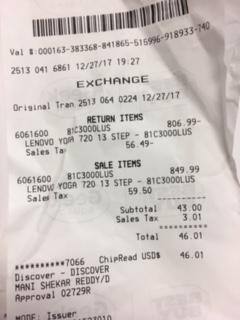 Val #:000163-383368-841865-515996-918933-740
2513 041 6861 12/27/17 19:27
EXCHANGE
Original Tran 2513 064 0224 12/27/17
RETURN ITEMS
6061600 81C3000LUS 806.99-
LENOVO YOGA 720 13 STEP - 81C3000LUS
Sales Tax 56.49-
SALE ITEMS
6061600 81C3000LUS 849.99
LENOVO YOGA 720 13 STEP - 81C3000LUS
Sales Tax 59.50
Subtotal 43.00
Sales Tax 3.01
Total 46.01
**********7066 ChipRead USD$ 46.01
Discover - DISCOVER
MANI SHEKAR REDDY/D
Approval 02729R
MODE: Issuer